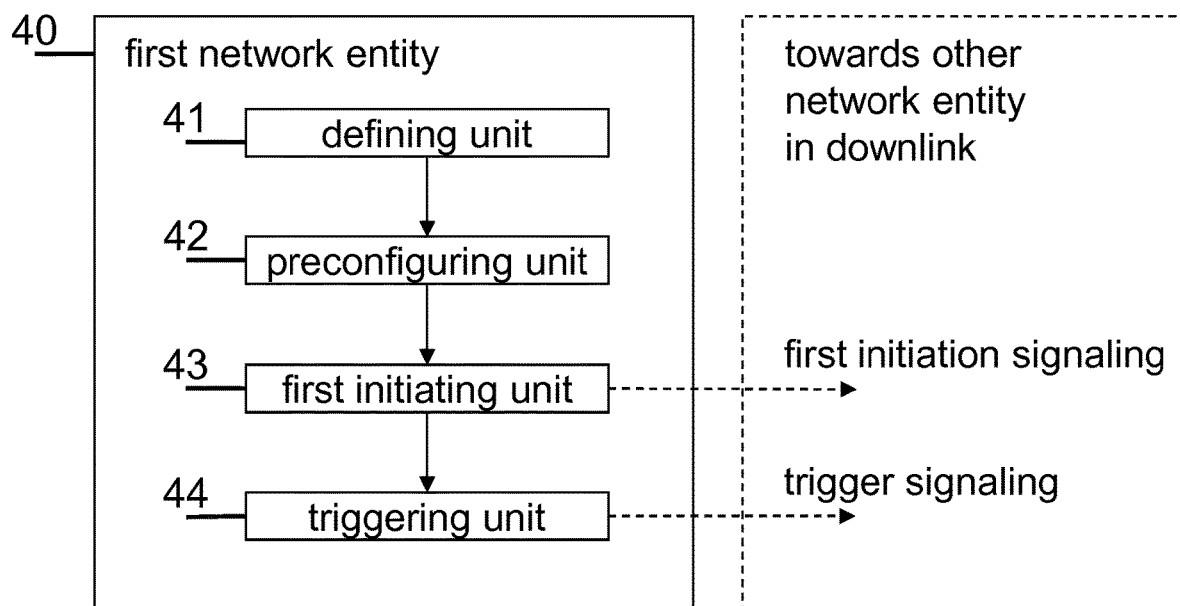 40
first network entity
41
defining unit
42
preconfiguring unit
43
first initiating unit
44
triggering unit
towards other
network entity
in downlink
first initiation signaling
trigger signaling